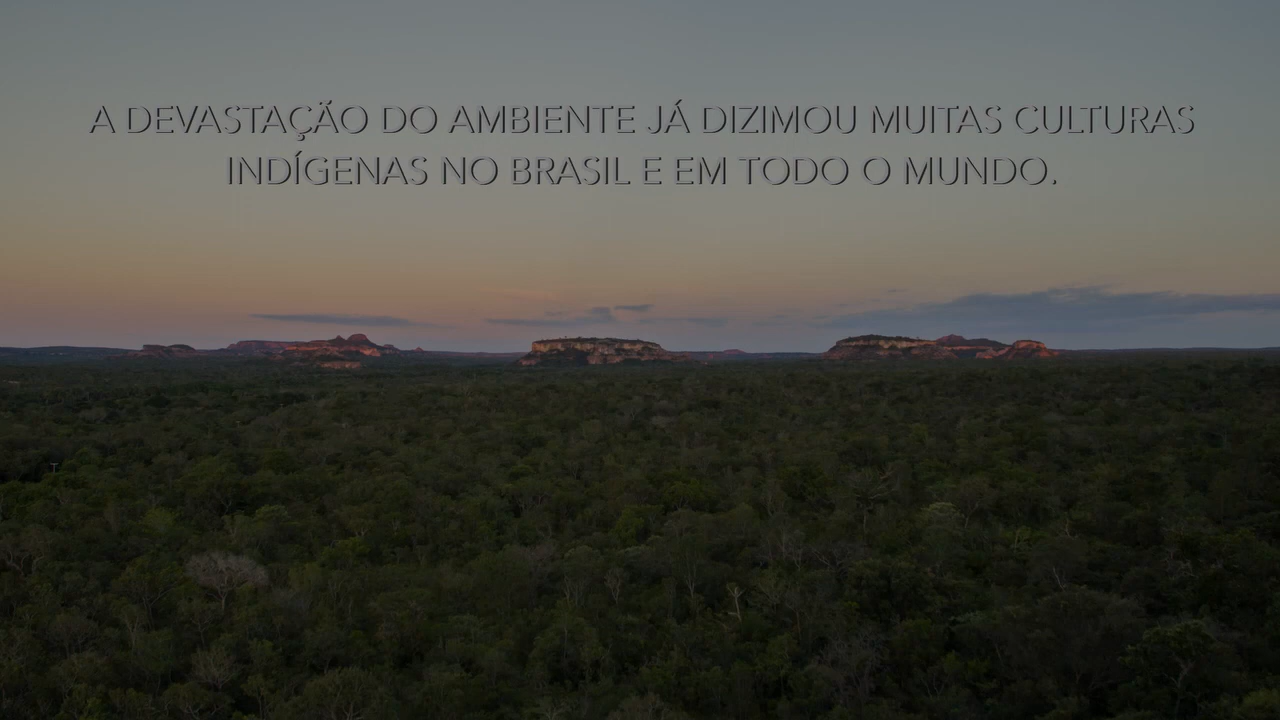 A DEVASTAÇÃO DO AMBIENTE JÁ DIZIMOU MUITAS CULTURAS
INDÍGENAS NO BRASIL E EM TODO O MUNDO.